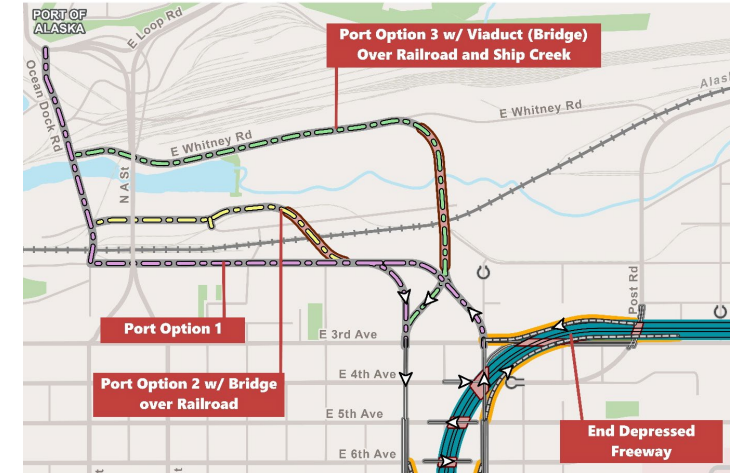 PORT OF
ALASKA
E Loop Rd
Ocean Dock Rd
Port Option 3 w/ Viaduct (Bridge)
Over Railroad and Ship Creek
E Whitney Rd
E Whitney Rd
N A St
Post Rd
Port Option 1
E 3rd Ave
Port Option 2 w/ Bridge
over Railroad
E 4th Ave
E 5th Ave
E 6th Ave
End Depressed
Freeway